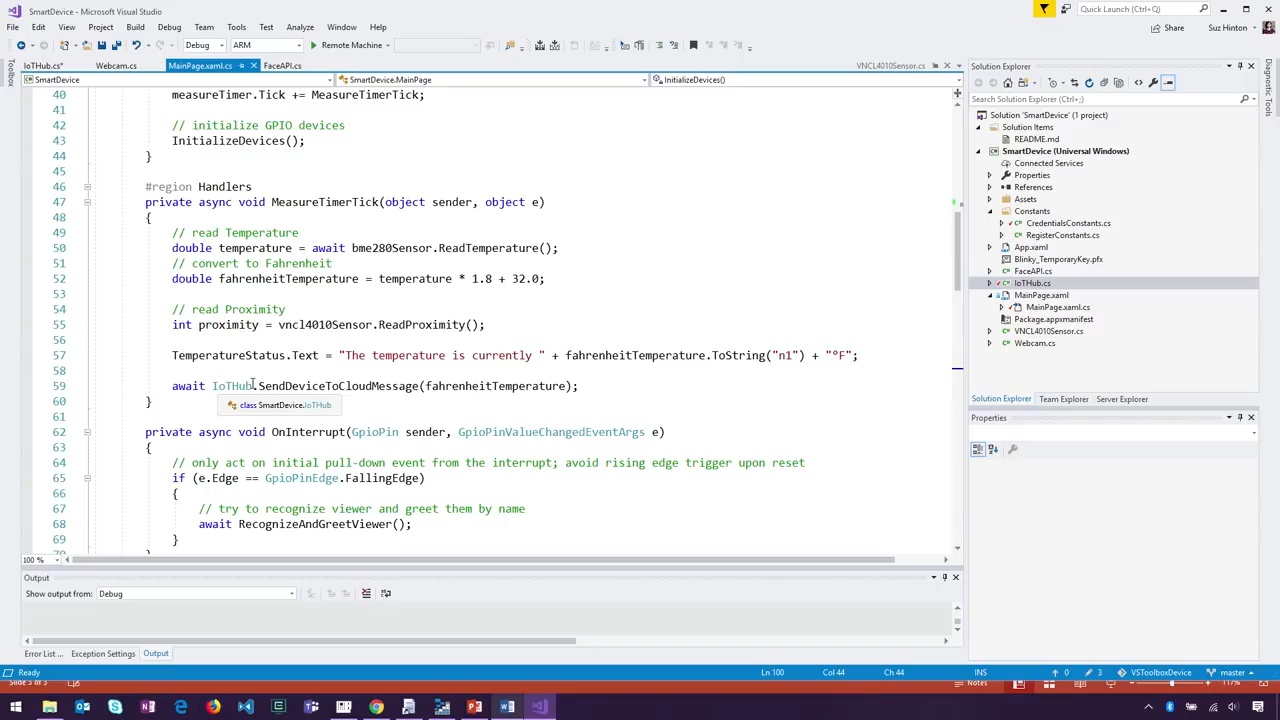 SmartDevice - Microsoft Visual Studio
Quick Launch (Ctrl+Q)
File Edit View Project Build Debug Team Tools Test Analyze Window Help
Share Suz Hinton
Debug ARM Remote Machine
IoTHub.cs* Webcam.cs MainPage.xaml.cs FaceAPI.cs VNCL4010Sensor.cs
SmartDevice SmartDevice.MainPage InitializeDevices()
Toolbox
40 measureTimer.Tick += MeasureTimerTick;
41
42 // initialize GPIO devices
43 InitializeDevices();
44 }
45
46 #region Handlers
47 private async void MeasureTimerTick(object sender, object e)
48 {
49 // read Temperature
50 double temperature = await bme280Sensor.ReadTemperature();
51 // convert to Fahrenheit
52 double fahrenheitTemperature = temperature * 1.8 + 32.0;
53
54 // read Proximity
55 int proximity = vncl4010Sensor.ReadProximity();
56
57 TemperatureStatus.Text = "The temperature is currently " + fahrenheitTemperature.ToString("n1") + "°F";
58
59 await IoTHub.SendDeviceToCloudMessage(fahrenheitTemperature);
60 }
class SmartDevice.IoTHub
61
62 private async void OnInterrupt(GpioPin sender, GpioPinValueChangedEventArgs e)
63 {
64 // only act on initial pull-down event from the interrupt; avoid rising edge trigger upon reset
65 if (e.Edge == GpioPinEdge.FallingEdge)
66 {
67 // try to recognize viewer and greet them by name
68 await RecognizeAndGreetViewer();
69 }
70 }
100 %
Output
Show output from: Debug
Error List ... Exception Settings Output
Solution Explorer
Search Solution Explorer (Ctrl+;)
Solution 'SmartDevice' (1 project)
Solution Items
README.md
SmartDevice (Universal Windows)
Connected Services
Properties
References
Assets
Constants
CredentialsConstants.cs
RegisterConstants.cs
App.xaml
Blinky_TemporaryKey.pfx
FaceAPI.cs
IoTHub.cs
MainPage.xaml
MainPage.xaml.cs
Package.appxmanifest
VNCL4010Sensor.cs
Webcam.cs
Solution Explorer Team Explorer Server Explorer
Properties
Diagnostic Tools
Ready Ln 100 Col 44 Ch 44 INS 0 3 VSToolboxDevice master
Slide 3 of 3 Notes 117%